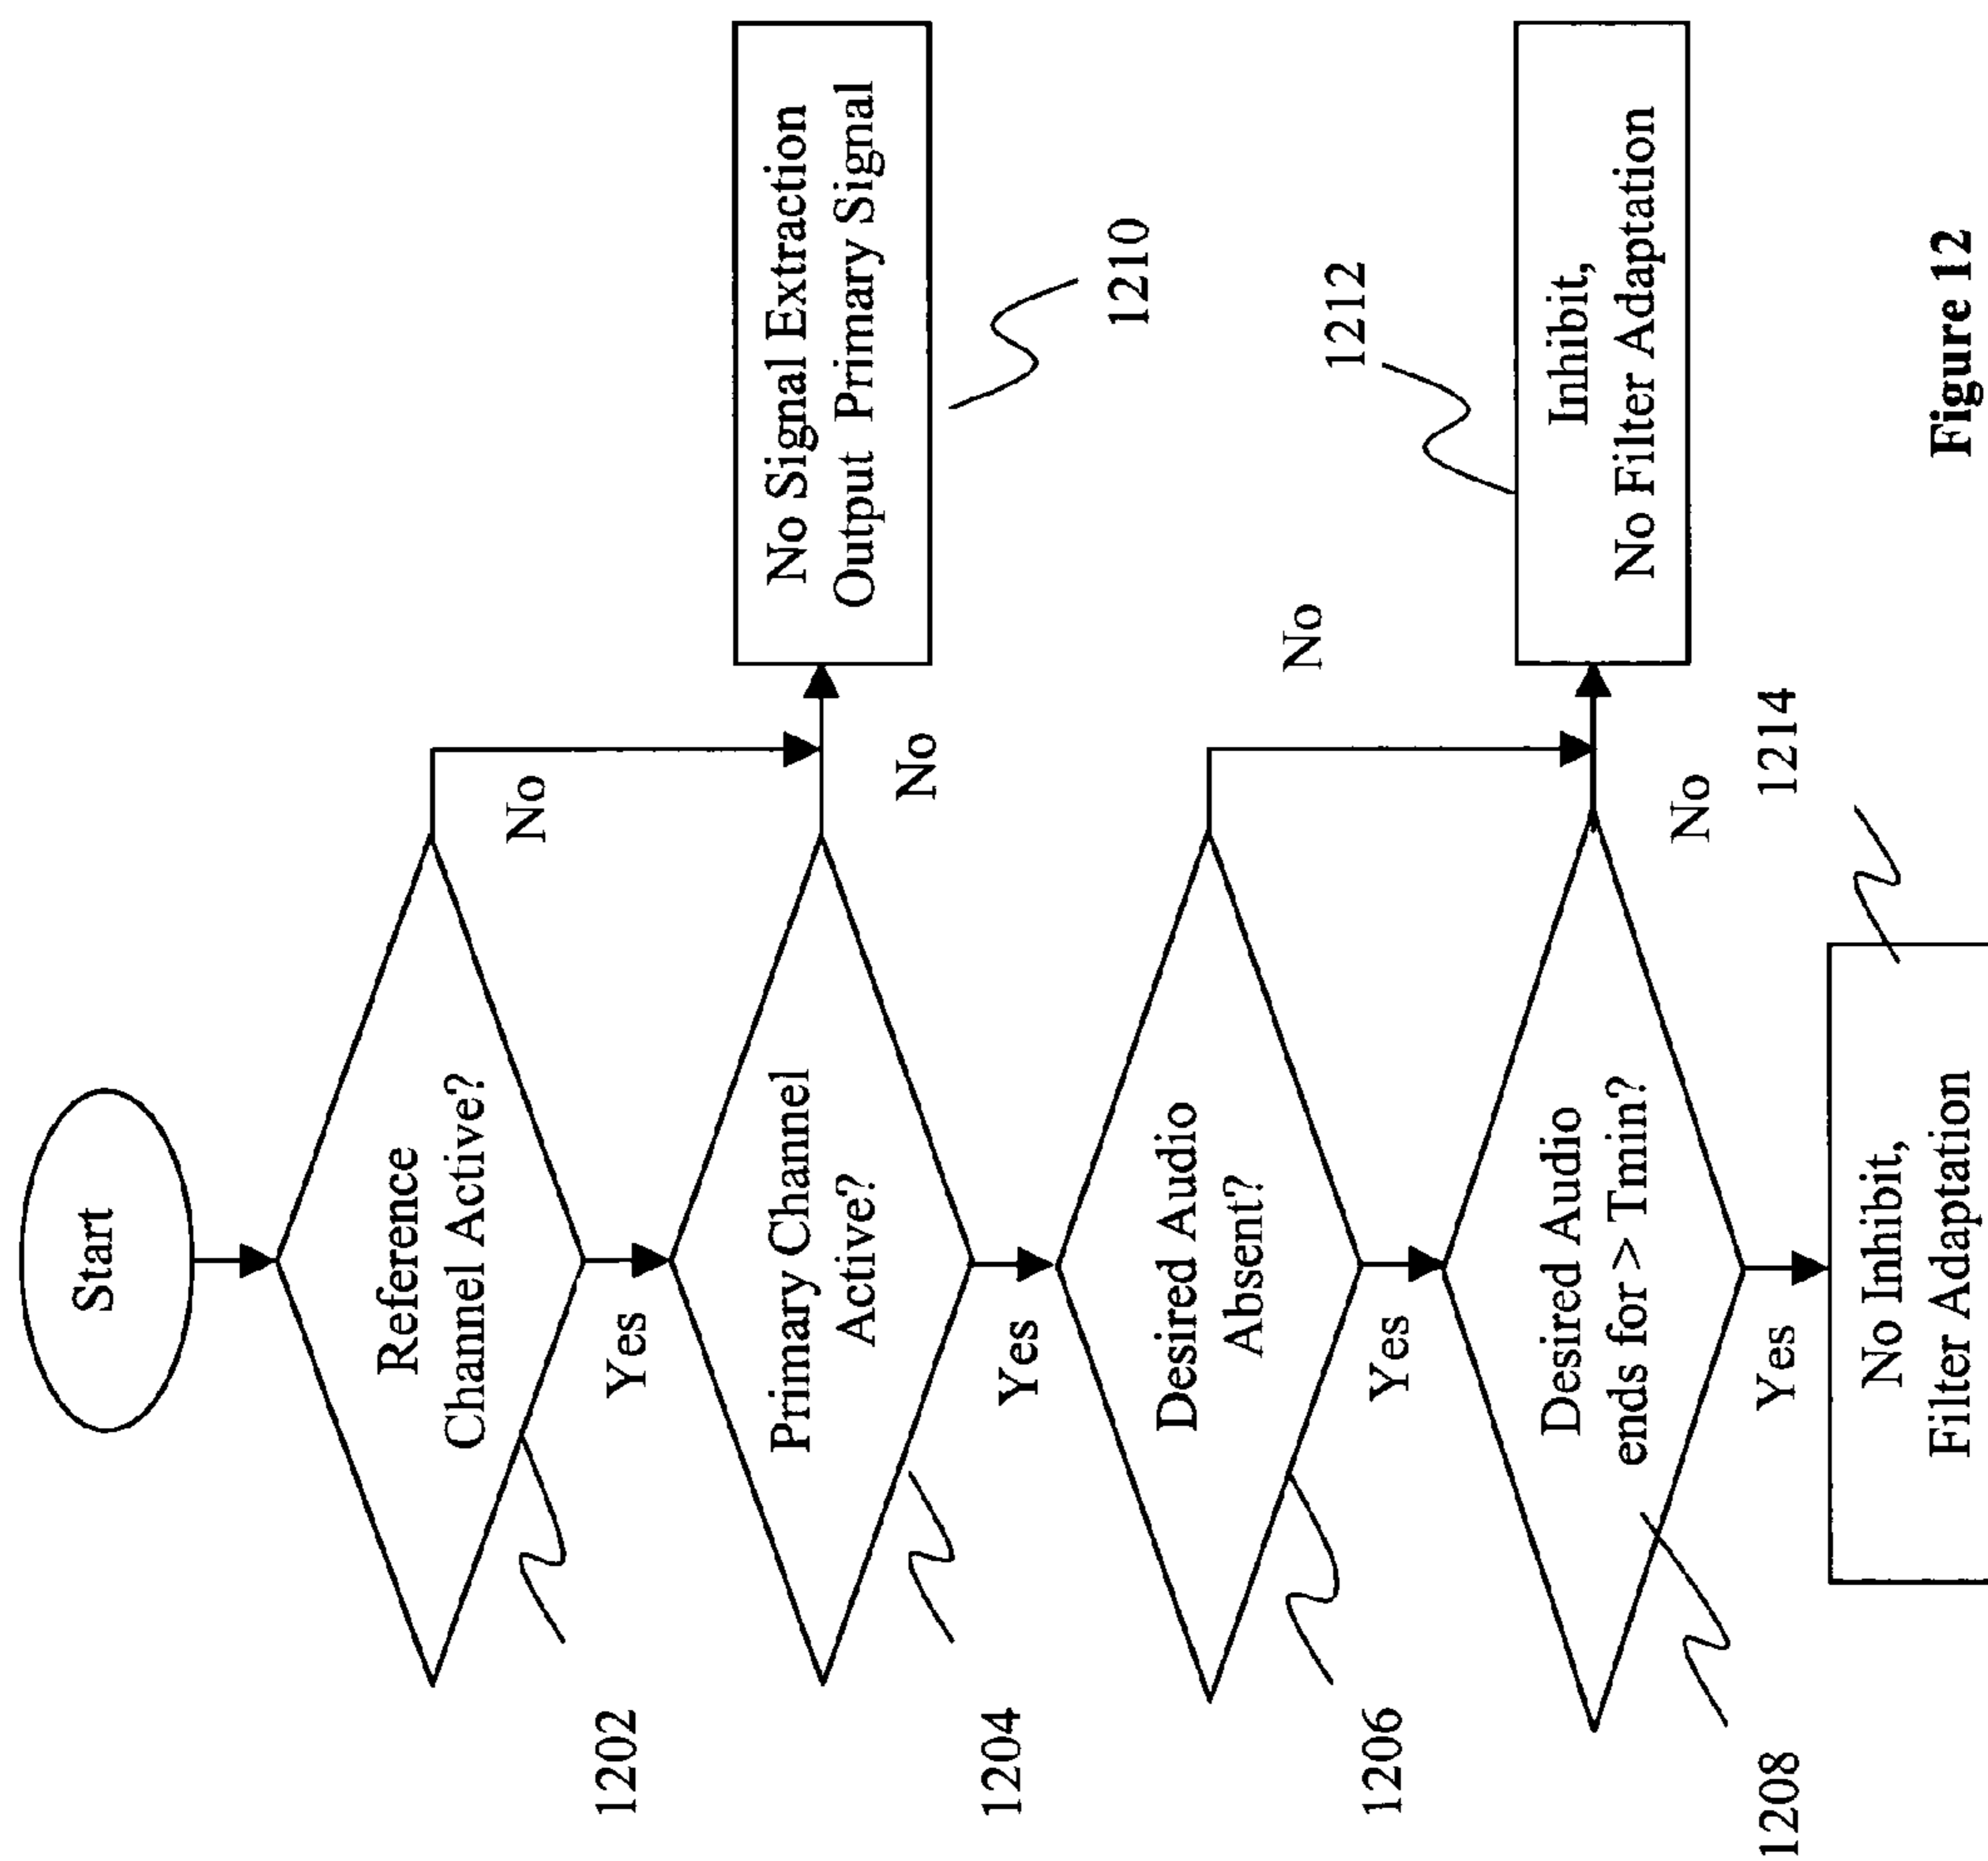 Start
Reference
Channel Active?
No
1202
Yes
Primary Channel
Active?
No
No Signal Extraction
Output Primary Signal
1210
1204
Yes
Desired Audio
Absent?
No
1206
Yes
Desired Audio
ends for > Tmin?
No
1212
Inhibit,
No Filter Adaptation
1208
Yes
1214
No Inhibit,
Filter Adaptation
Figure 12